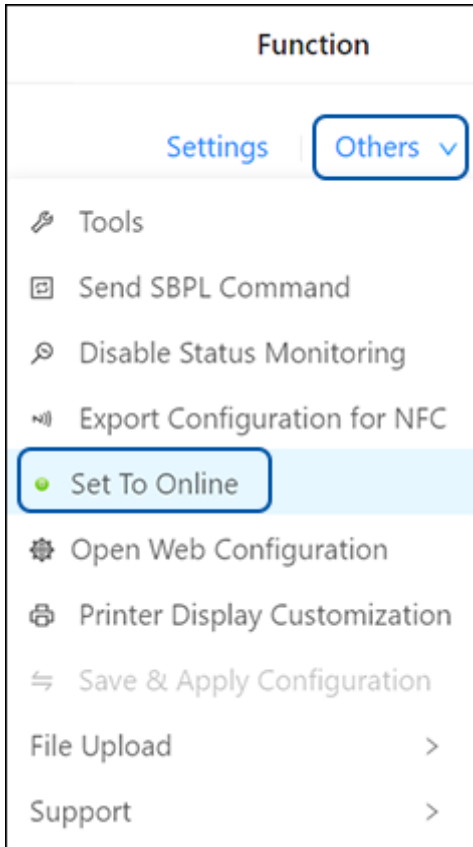 Function
Settings Others
Tools
Send SBPL Command
Disable Status Monitoring
Export Configuration for NFC
Set To Online
Open Web Configuration
Printer Display Customization
Save & Apply Configuration
File Upload
Support